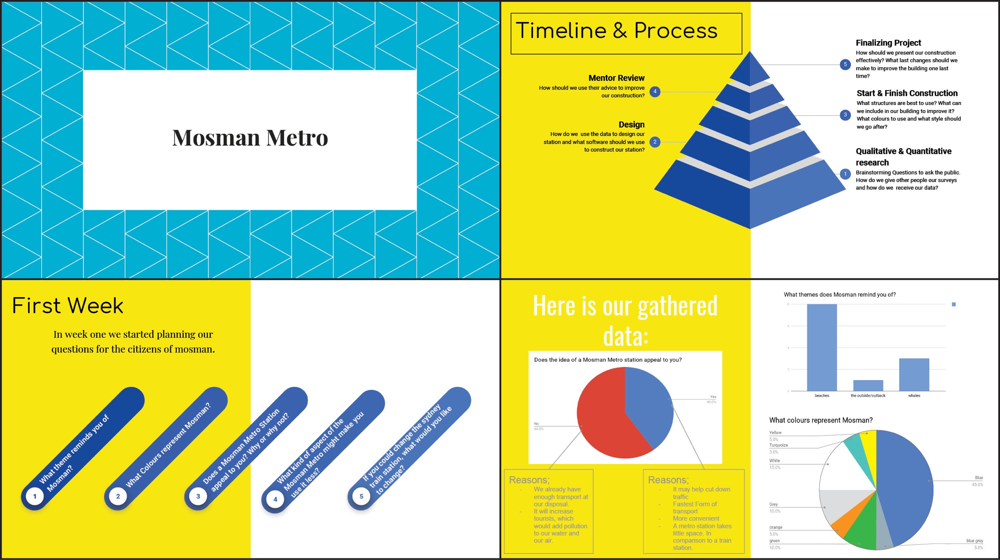 Mosman Metro
Timeline & Process
Finalizing Project
How should we present our construction
effectively? What last changes should we
make to improve the building one last
time?
5
Mentor Review
How should we use their advice to improve
our construction?
4
Start & Finish Construction
What structures are best to use? What can
we include in our building to improve it?
What colours to use and what style should
we go after?
3
Design
How do we use the data to design our
station and what software should we use
to construct our station?
2
Qualitative & Quantitative
research
Brainstorming Questions to ask the public.
How do we give other people our surveys
and how do we receive our data?
1
First Week
In week one we started planning our
questions for the citizens of mosman.
1
What theme reminds you of
Mosman?
2
What Colours represent Mosman?
3
Does a Mosman Metro Station
appeal to you? Why or why not?
4
What kind of aspect of the
Mosman Metro might make you
use it less?
5
If you could change the sydney
train station, what would you like
to change?
Here is our gathered
data:
Does the idea of a Mosman Metro station appeal to you?
Yes
40.0%
No
60.0%
Reasons;
- We already have
enough transport at
our disposal.
- It will increase
tourists, which
would add pollution
to our water and
our air.
Reasons;
- It may help cut down
traffic
- Fastest Form of
transport
- More convenient
- A metro station takes
little space. In
comparison to a train
station.
What themes does Mosman remind you of?
8
6
4
2
0
beaches
the outside/outback
whales
What colours represent Mosman?
Yellow
5.0%
Turquoize
5.0%
White
15.0%
Grey
10.0%
orange
5.0%
green
10.0%
Blue
45.0%
blue grey
5.0%